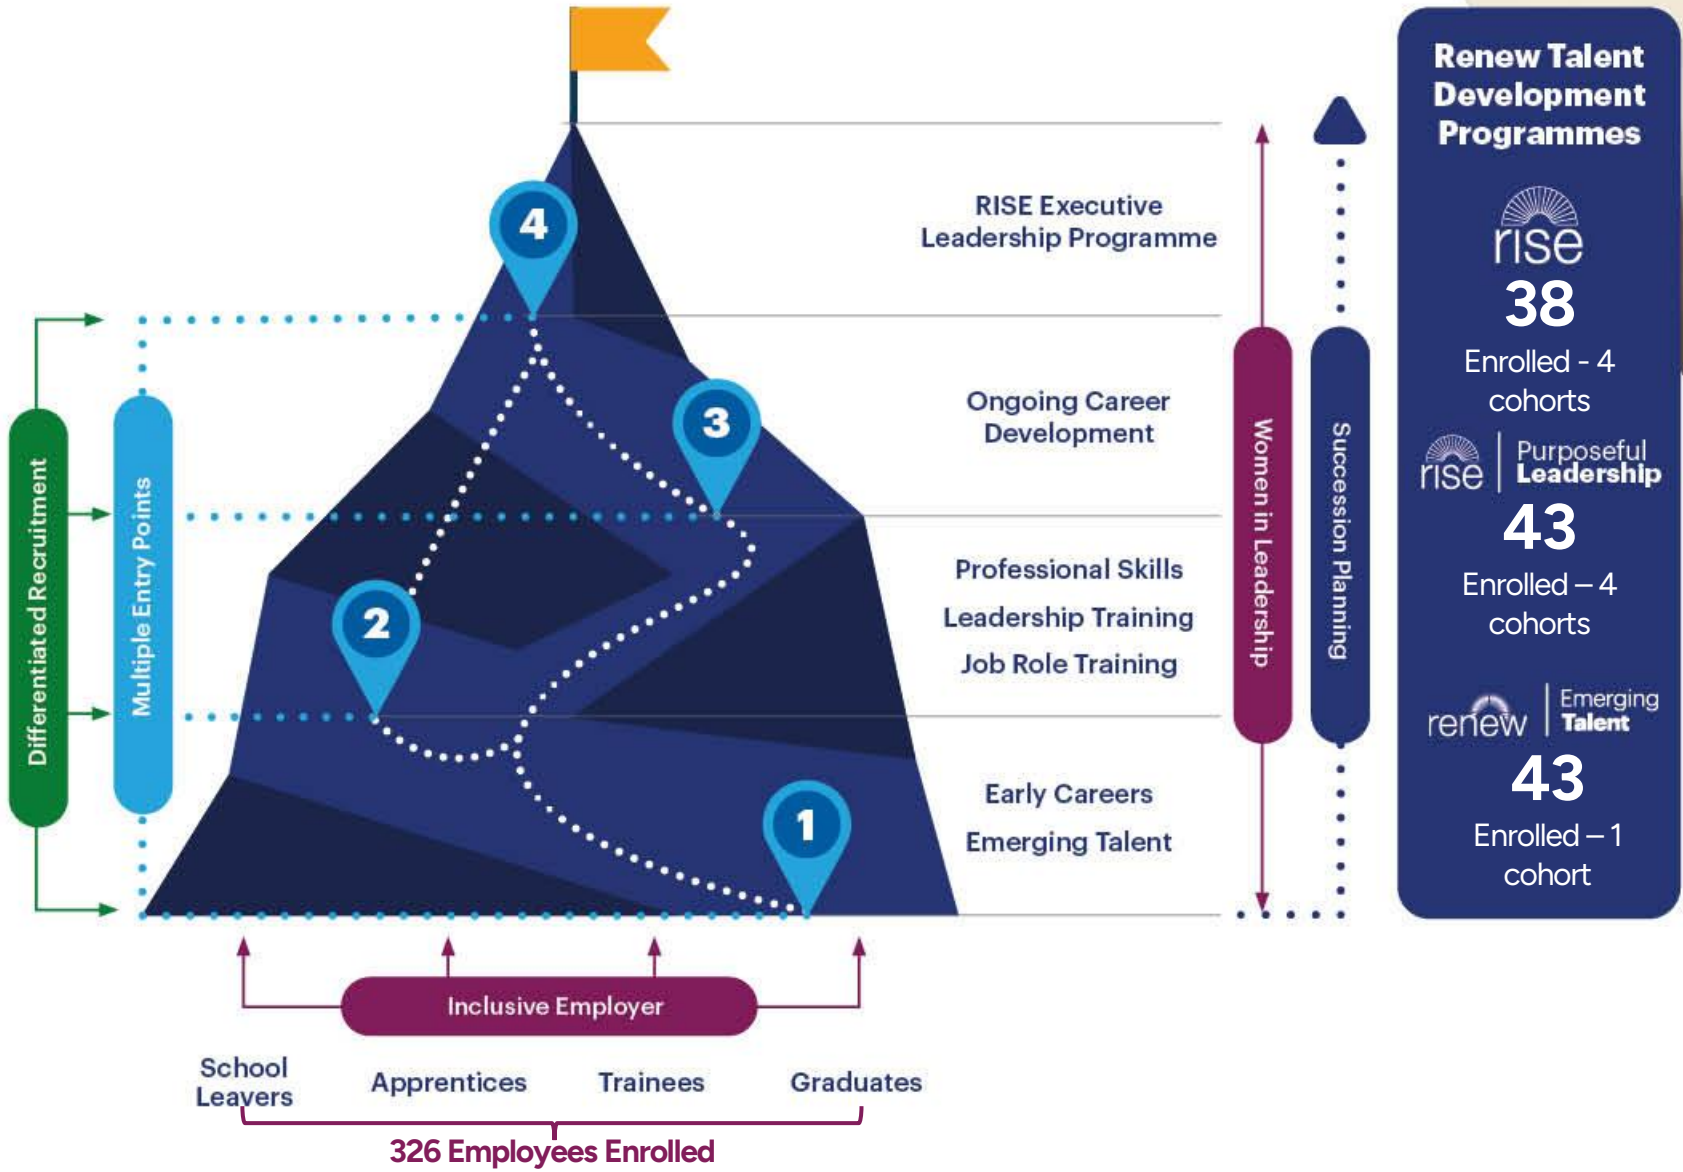 4
3
2
1
Differentiated Recruitment
Multiple Entry Points
RISE Executive
Leadership Programme
Ongoing Career
Development
Professional Skills
Leadership Training
Job Role Training
Early Careers
Emerging Talent
Women in Leadership
Succession Planning
Inclusive Employer
School
Leavers
Apprentices
Trainees
Graduates
326 Employees Enrolled
Renew Talent
Development
Programmes
rise
38
Enrolled - 4
cohorts
rise
Purposeful
Leadership
43
Enrolled – 4
cohorts
renew
Emerging
Talent
43
Enrolled – 1
cohort